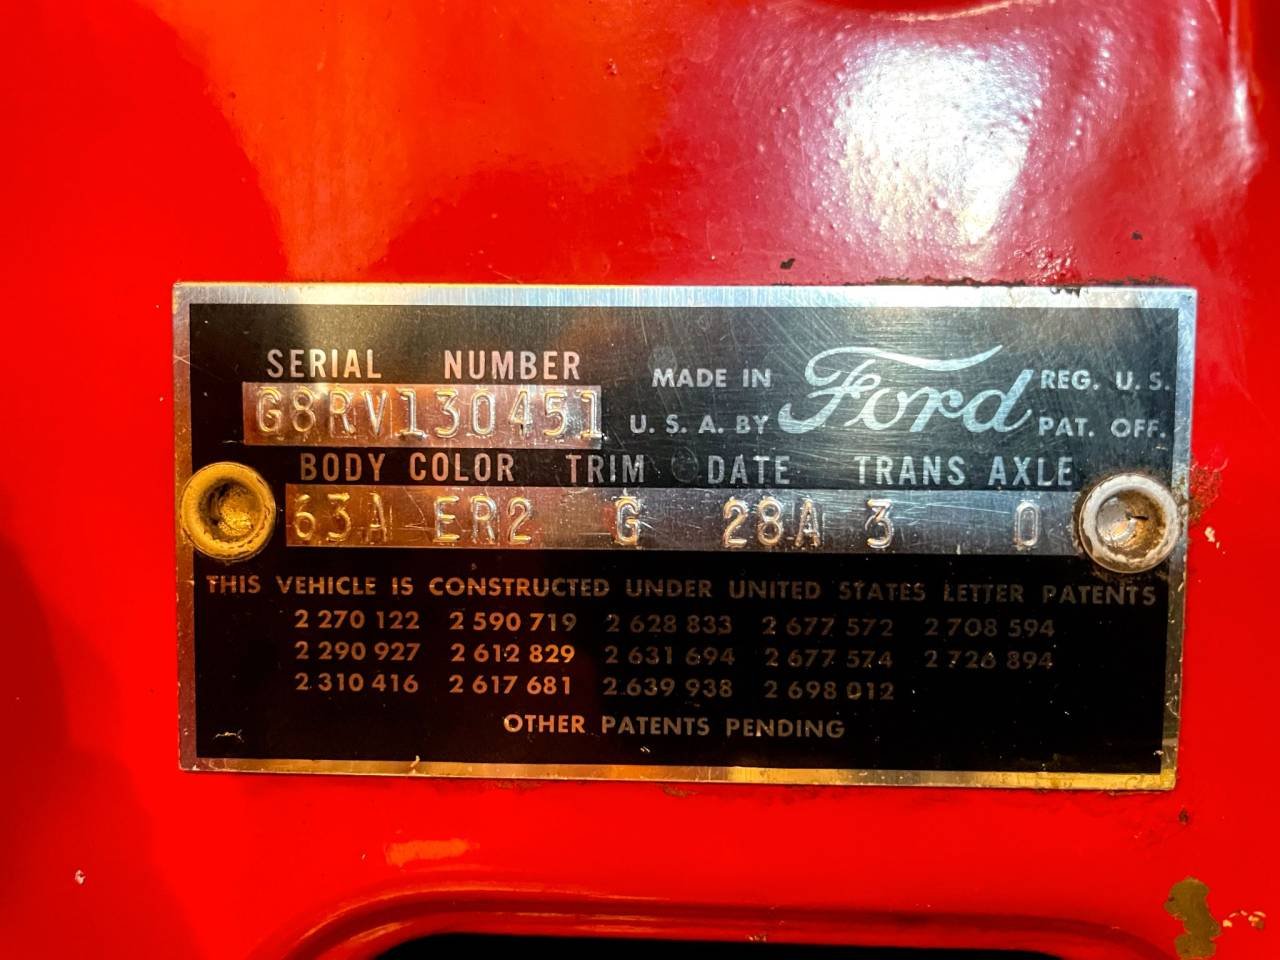 SERIAL NUMBER
G8RV130451
MADE IN
U. S. A. BY
Ford
REG. U. S.
PAT. OFF.
BODY COLOR TRIM DATE TRANS AXLE
63A ER2 G 28A 3 0
THIS VEHICLE IS CONSTRUCTED UNDER UNITED STATES LETTER PATENTS
2 270 122 2 590 719 2 628 833 2 677 572 2 708 594
2 290 927 2 612 829 2 631 694 2 677 574 2 726 894
2 310 416 2 617 681 2 639 938 2 698 012
OTHER PATENTS PENDING